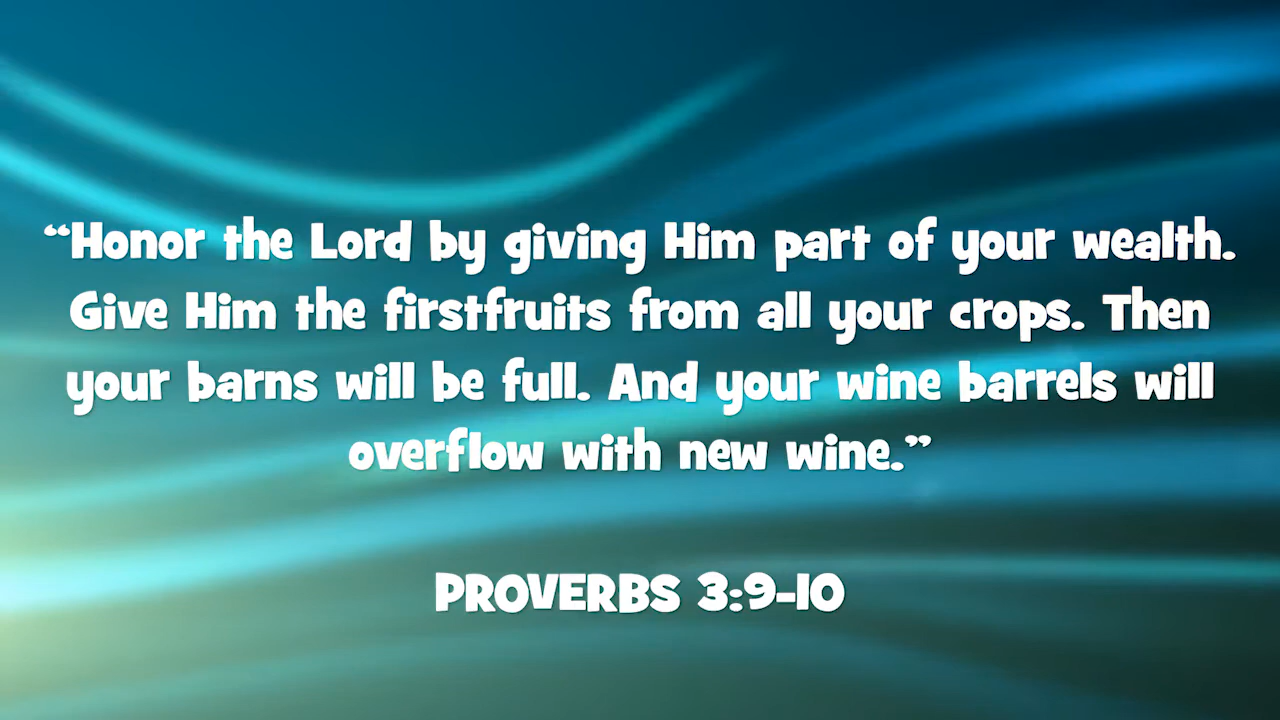 “Honor the Lord by giving Him part of your wealth.
Give Him the firstfruits from all your crops. Then
your barns will be full. And your wine barrels will
overflow with new wine.”
PROVERBS 3:9-10